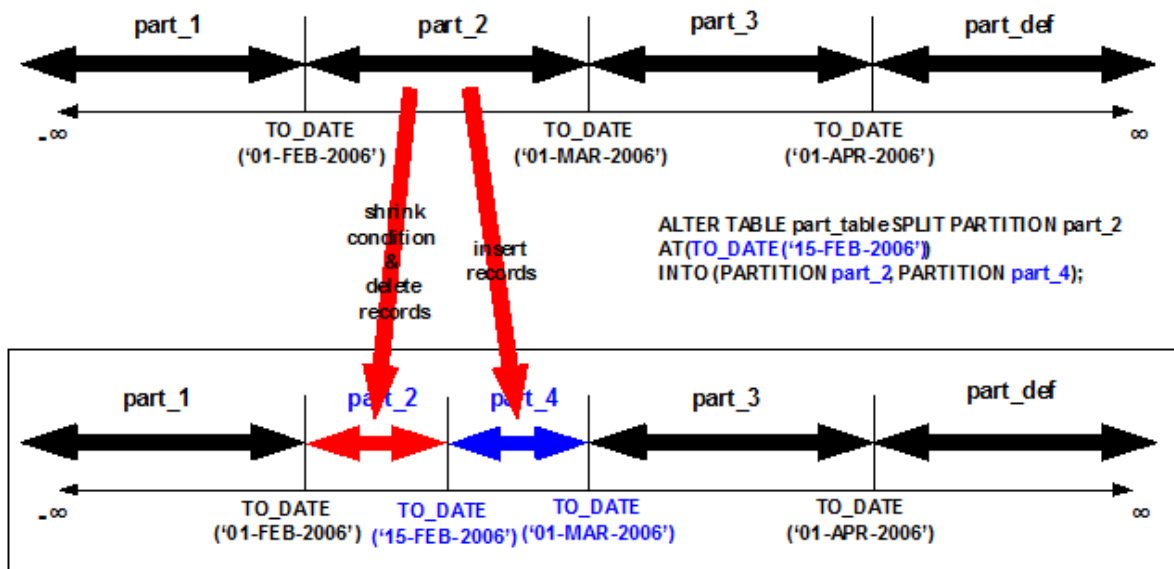 part_1 part_2 part_3 part_def
-∞ TO_DATE TO_DATE TO_DATE ∞
(‘01-FEB-2006’) (‘01-MAR-2006’) (‘01-APR-2006’)
shrink
condition
&
delete
records
insert
records
ALTER TABLE part_table SPLIT PARTITION part_2
AT(TO_DATE(‘15-FEB-2006’))
INTO (PARTITION part_2, PARTITION part_4);
part_1 part_2 part_4 part_3 part_def
-∞ TO_DATE TO_DATE TO_DATE TO_DATE ∞
(‘01-FEB-2006’) (‘15-FEB-2006’) (‘01-MAR-2006’) (‘01-APR-2006’)